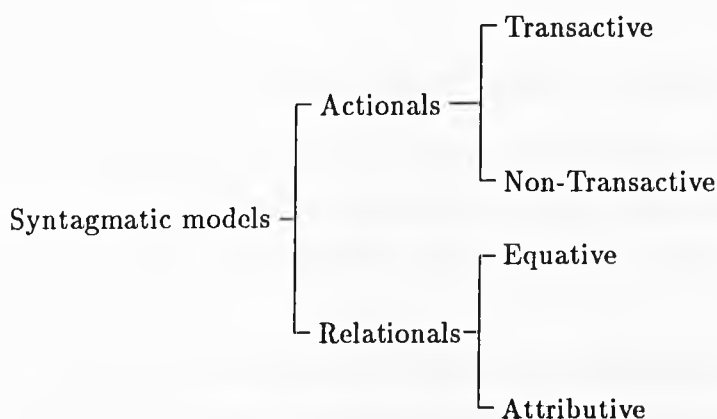 Transactive
Actionals
Non-Transactive
Syntagmatic models
Equative
Relationals
Attributive